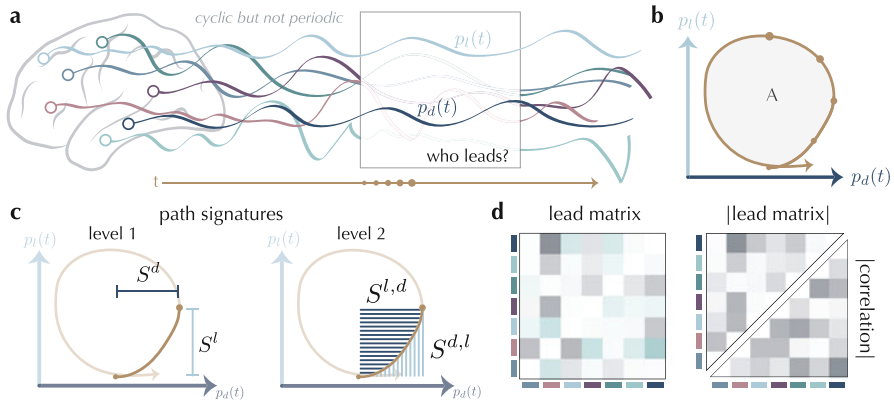 a
cyclic but not periodic
p_l(t)
p_d(t)
who leads?
t
b
p_l(t)
A
p_d(t)
c
path signatures
level 1
level 2
p_l(t)
S^d
S^l
p_d(t)
p_l(t)
S^{l,d}
S^{d,l}
p_d(t)
d
lead matrix
|lead matrix|
|correlation|